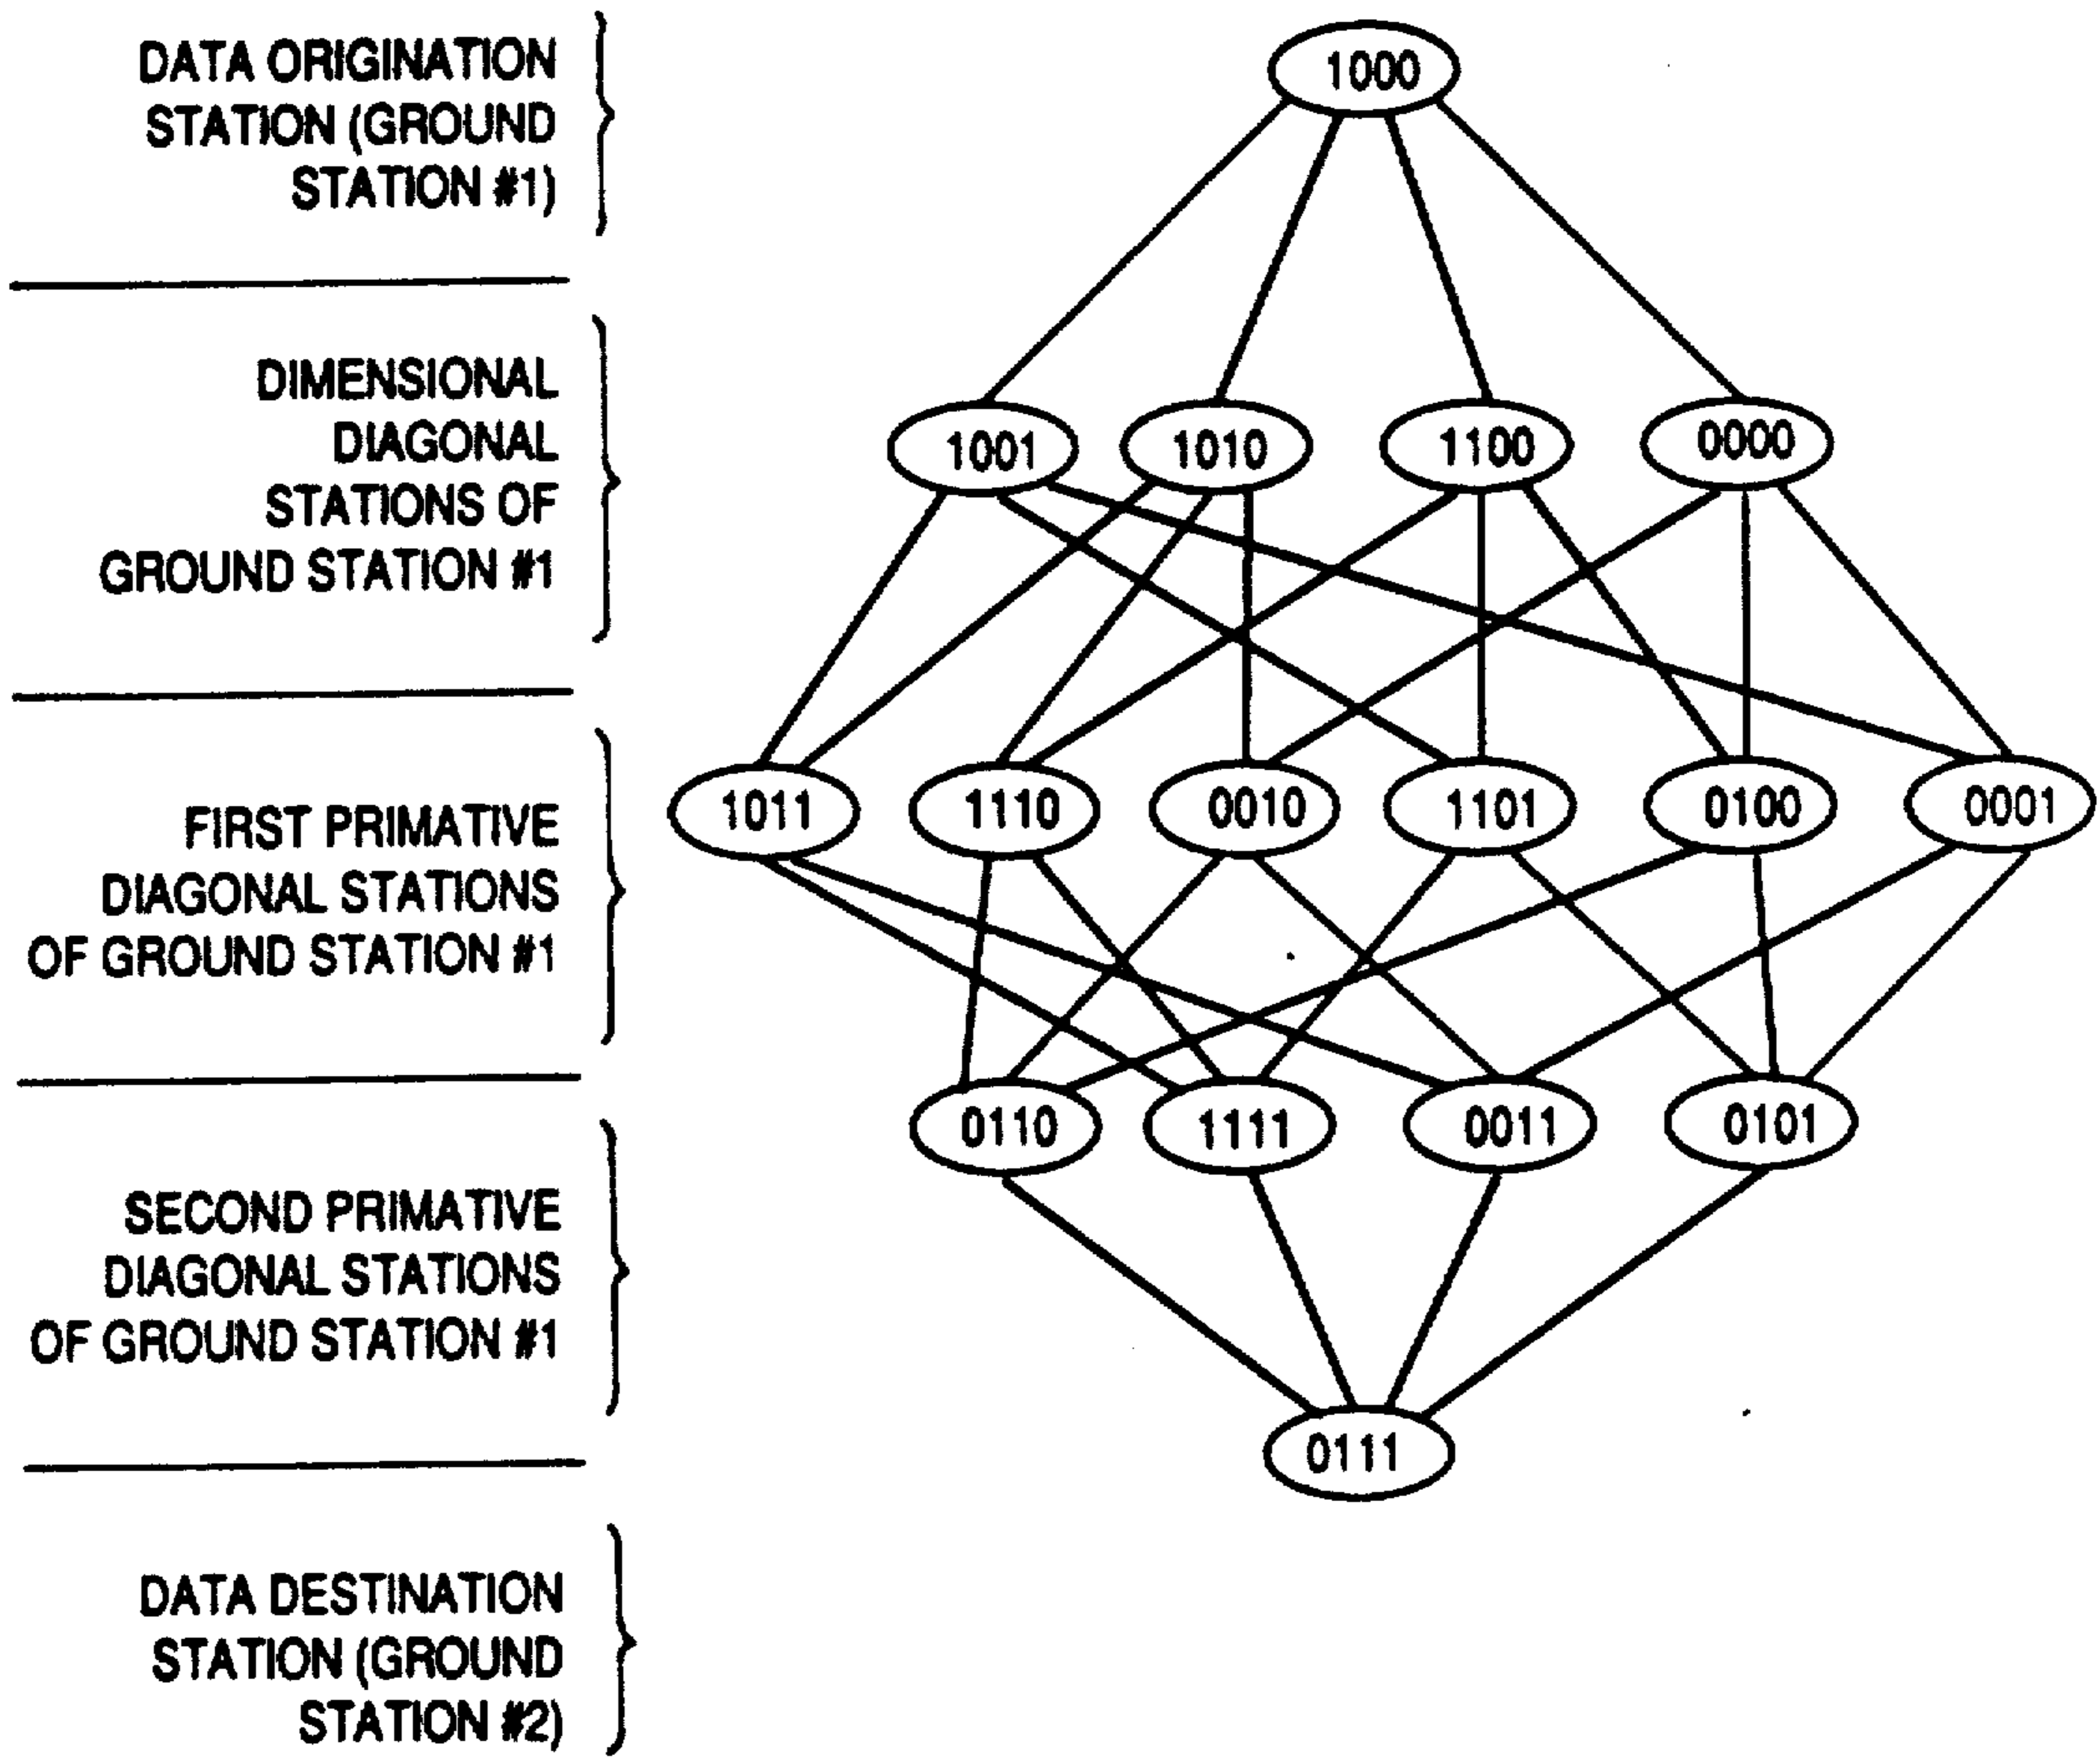 DATA ORIGINATION
STATION (GROUND
STATION #1)
DIMENSIONAL
DIAGONAL
STATIONS OF
GROUND STATION #1
FIRST PRIMATIVE
DIAGONAL STATIONS
OF GROUND STATION #1
SECOND PRIMATIVE
DIAGONAL STATIONS
OF GROUND STATION #1
DATA DESTINATION
STATION (GROUND
STATION #2)
1000
1001 1010 1100 0000
1011 1110 0010 1101 0100 0001
0110 1111 0011 0101
0111